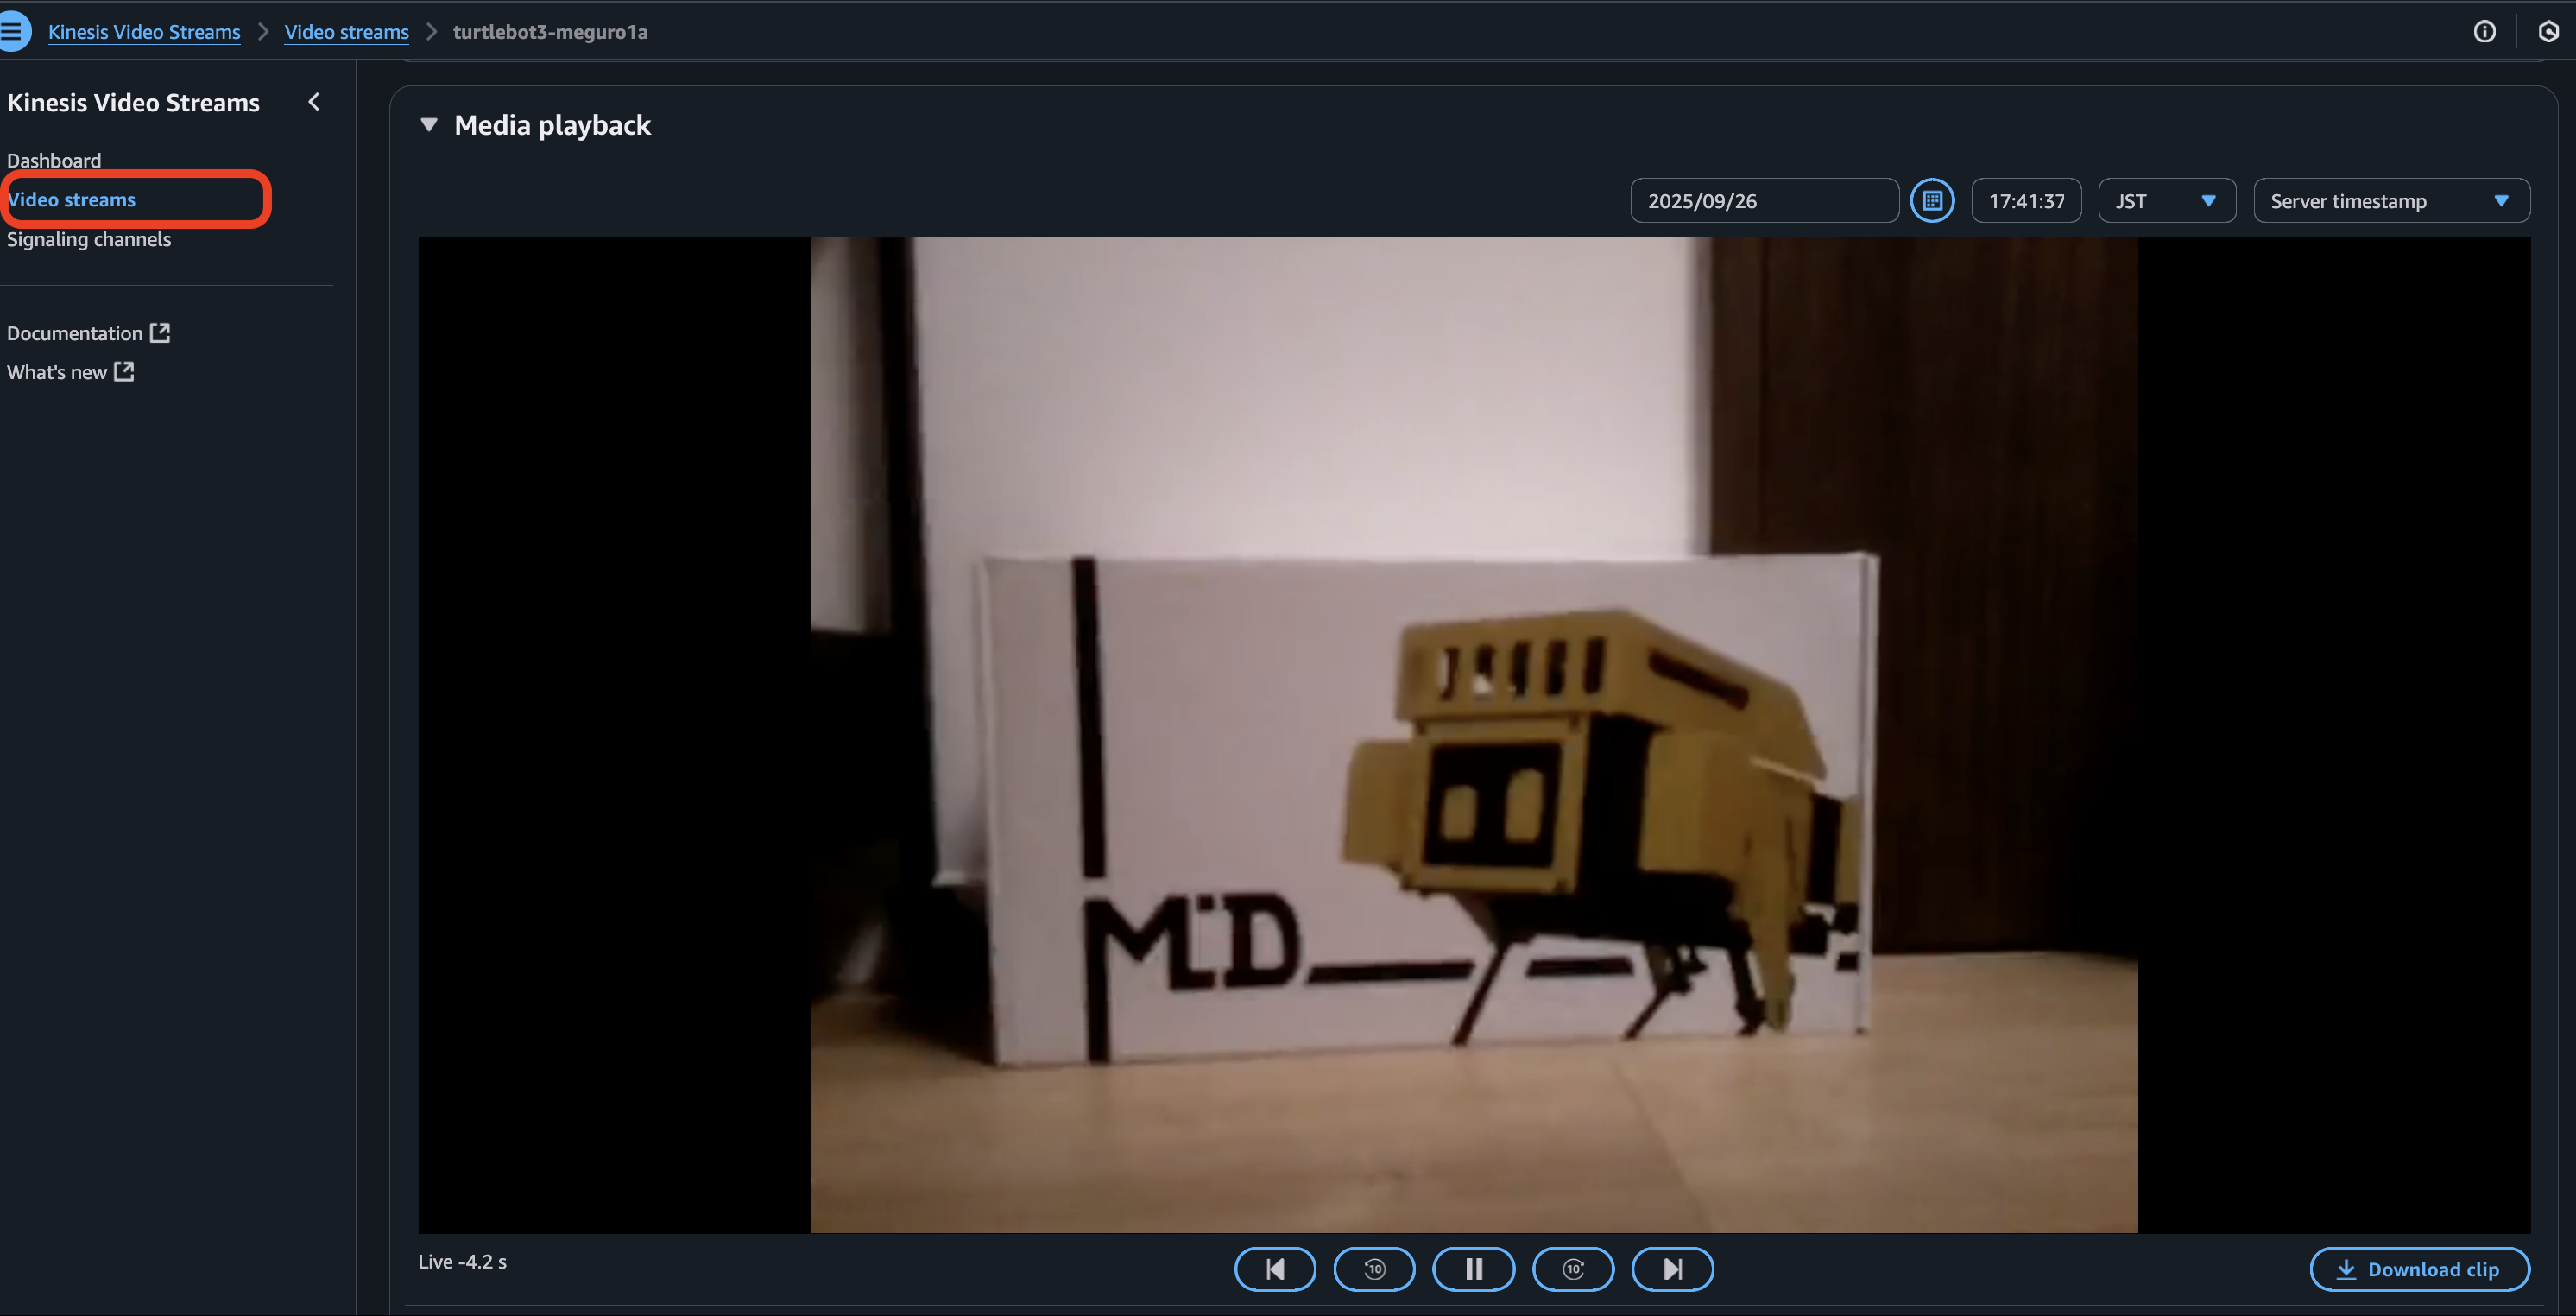 Kinesis Video Streams > Video streams > turtlebot3-meguro1a
Kinesis Video Streams
Dashboard
Video streams
Signaling channels
Documentation
What's new
Media playback
2025/09/26
17:41:37
JST
Server timestamp
MD
Live -4.2 s
10
10
Download clip